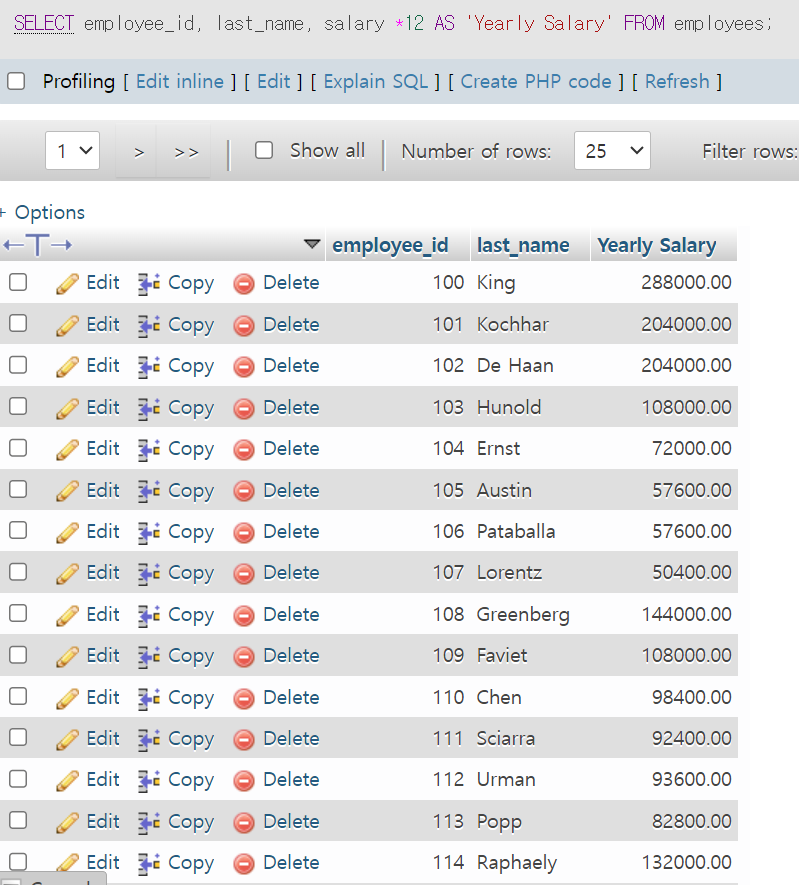 SELECT employee_id, last_name, salary *12 AS 'Yearly Salary' FROM employees;
Profiling [ Edit inline ] [ Edit ] [ Explain SQL ] [ Create PHP code ] [ Refresh ]
1 > >> Show all Number of rows: 25 Filter rows:
+ Options
←T→ employee_id last_name Yearly Salary
Edit Copy Delete 100 King 288000.00
Edit Copy Delete 101 Kochhar 204000.00
Edit Copy Delete 102 De Haan 204000.00
Edit Copy Delete 103 Hunold 108000.00
Edit Copy Delete 104 Ernst 72000.00
Edit Copy Delete 105 Austin 57600.00
Edit Copy Delete 106 Pataballa 57600.00
Edit Copy Delete 107 Lorentz 50400.00
Edit Copy Delete 108 Greenberg 144000.00
Edit Copy Delete 109 Faviet 108000.00
Edit Copy Delete 110 Chen 98400.00
Edit Copy Delete 111 Sciarra 92400.00
Edit Copy Delete 112 Urman 93600.00
Edit Copy Delete 113 Popp 82800.00
Edit Copy Delete 114 Raphaely 132000.00